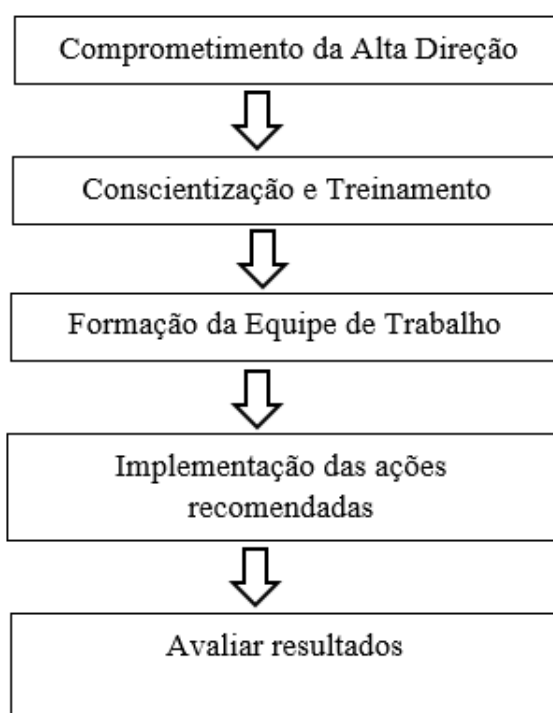 Comprometimento da Alta Direção
Conscientização e Treinamento
Formação da Equipe de Trabalho
Implementação das ações
recomendadas
Avaliar resultados